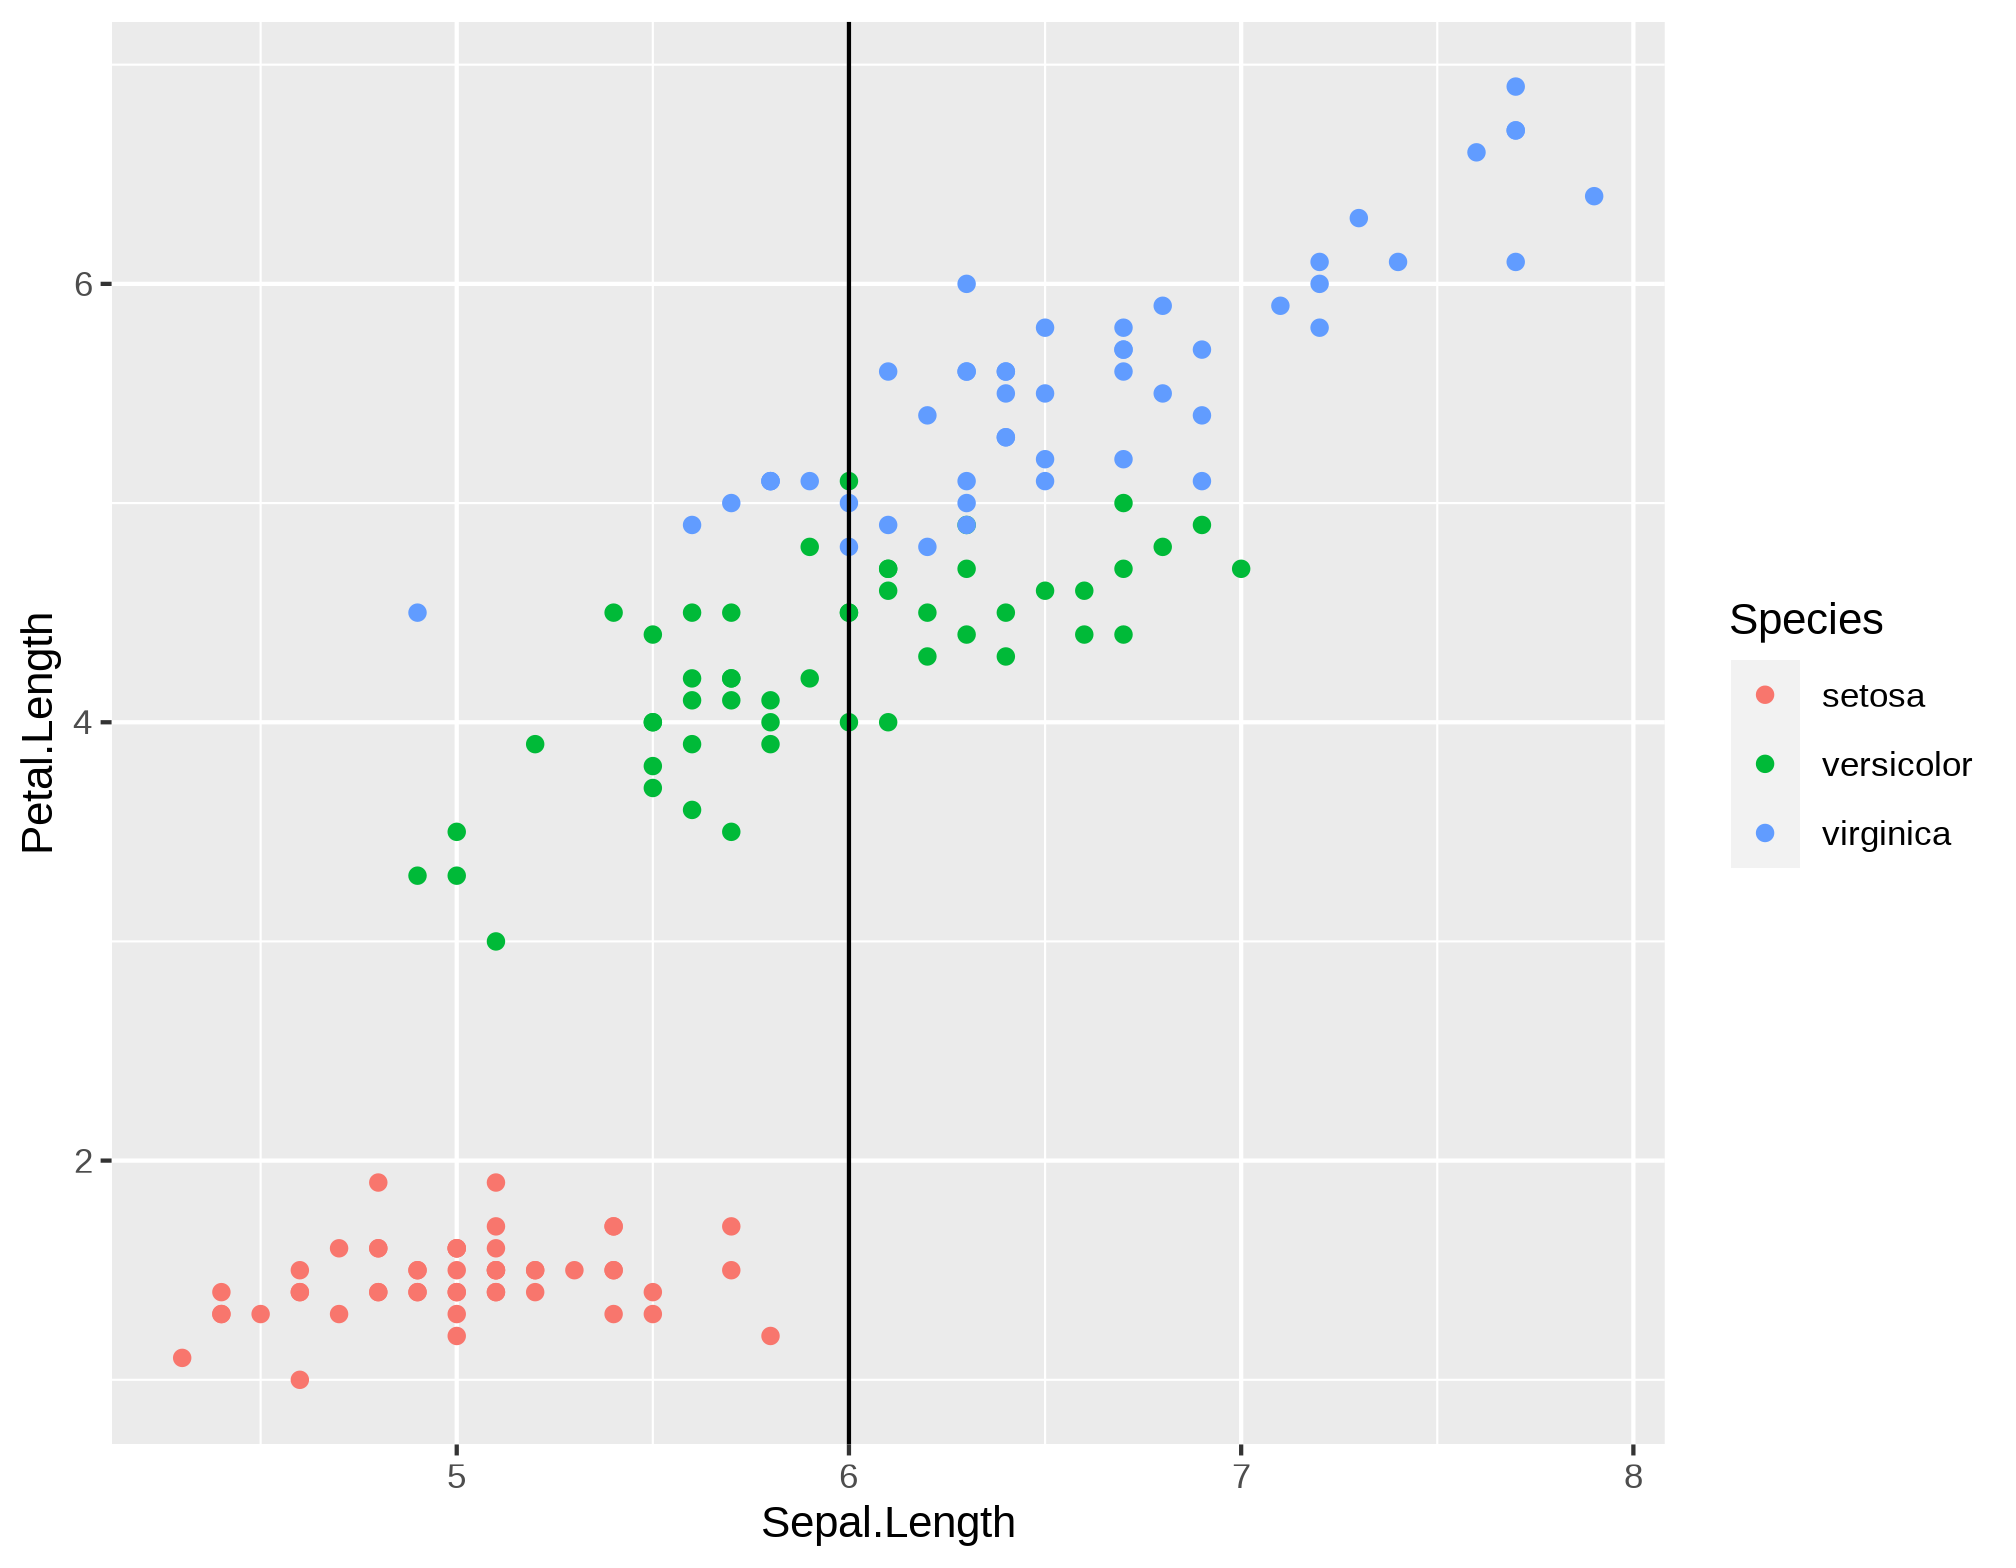 Petal.Length
6
4
2
5 6 7 8
Sepal.Length
Species
setosa
versicolor
virginica